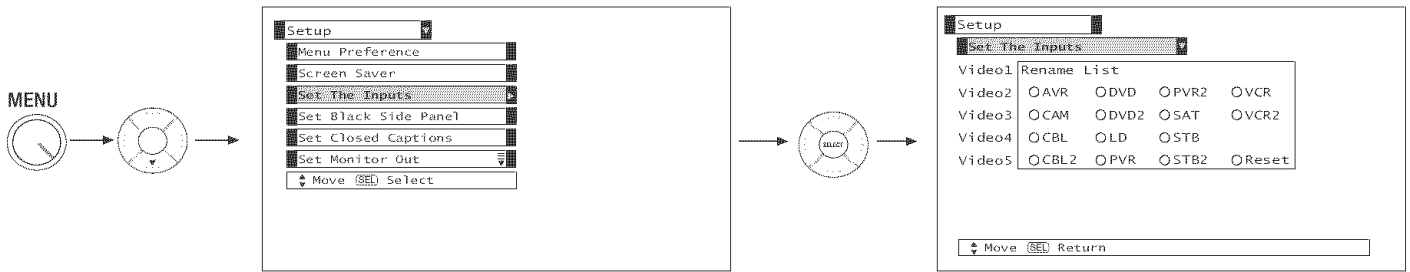 MENU
Setup
Menu Preference
Screen Saver
Set The Inputs
Set Black Side Panel
Set Closed Captions
Set Monitor Out
Move SEL Select
SELECT
Setup
Set The Inputs
Video1 Rename List
Video2 AVR DVD PVR2 VCR
Video3 CAM DVD2 SAT VCR2
Video4 CBL LD STB
Video5 CBL2 PVR STB2 Reset
Move SEL Return